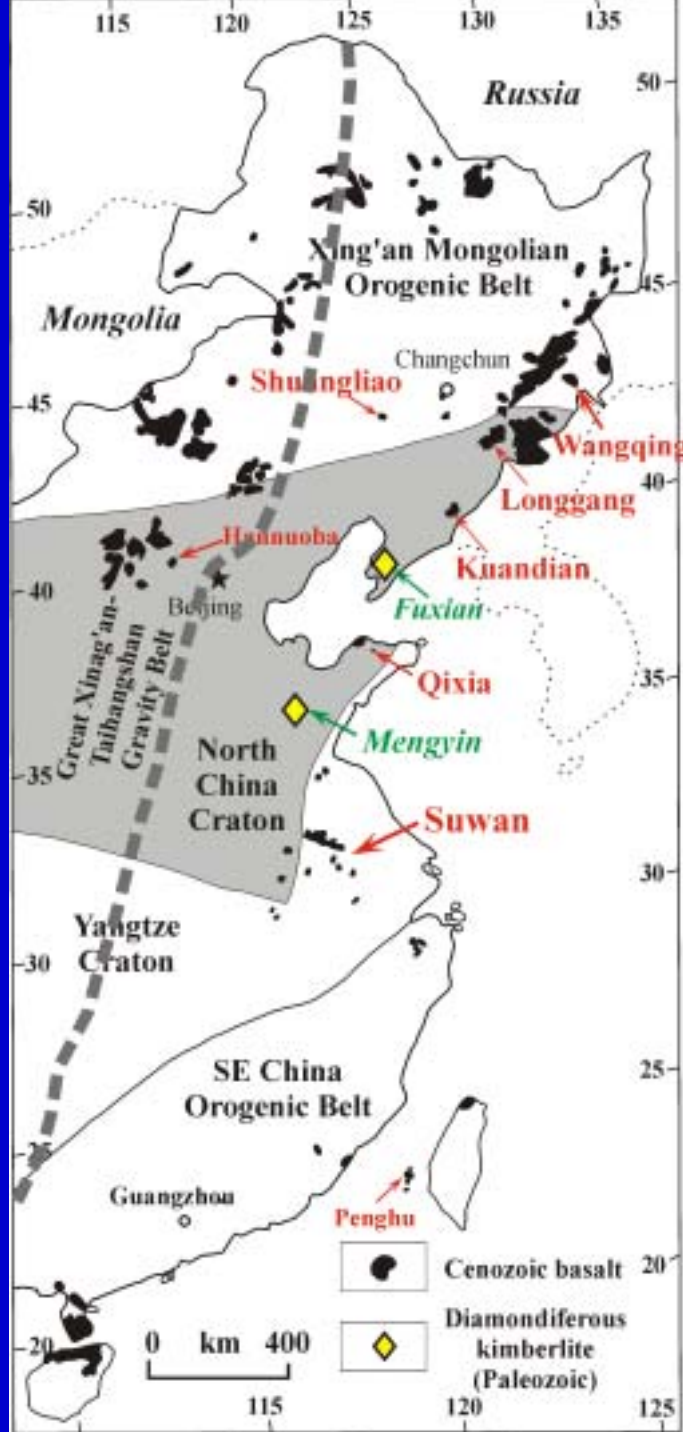 115
120
125
130
135
50
Russia
50
Xing'an Mongolian
Orogenic Belt
45
Mongolia
Changchun
Shuangliao
45
Wangqing
Longgang
40
Hannuoba
Kuandian
40
Beijing
Fuxian
Great Xinag'an-
Taihangshan
Gravity Belt
35
Qixia
Mengyin
North
China
Craton
35
Suwan
30
Yangtze
Craton
30
SE China
Orogenic Belt
25
25
Guangzhou
Penghu
20
Cenozoic basalt
0 km 400
Diamondiferous
kimberlite
(Paleozoic)
20
115
120
125